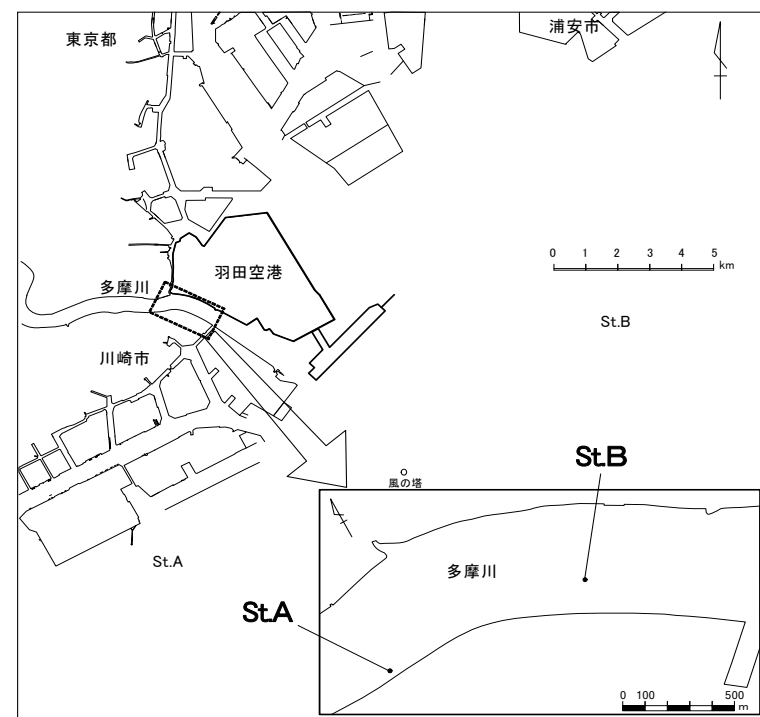 東京都
浦安市
羽田空港
0 1 2 3 4 5
km
多摩川
St.B
川崎市
風の塔
St.B
St.A
多摩川
St.A
0 100 500
m